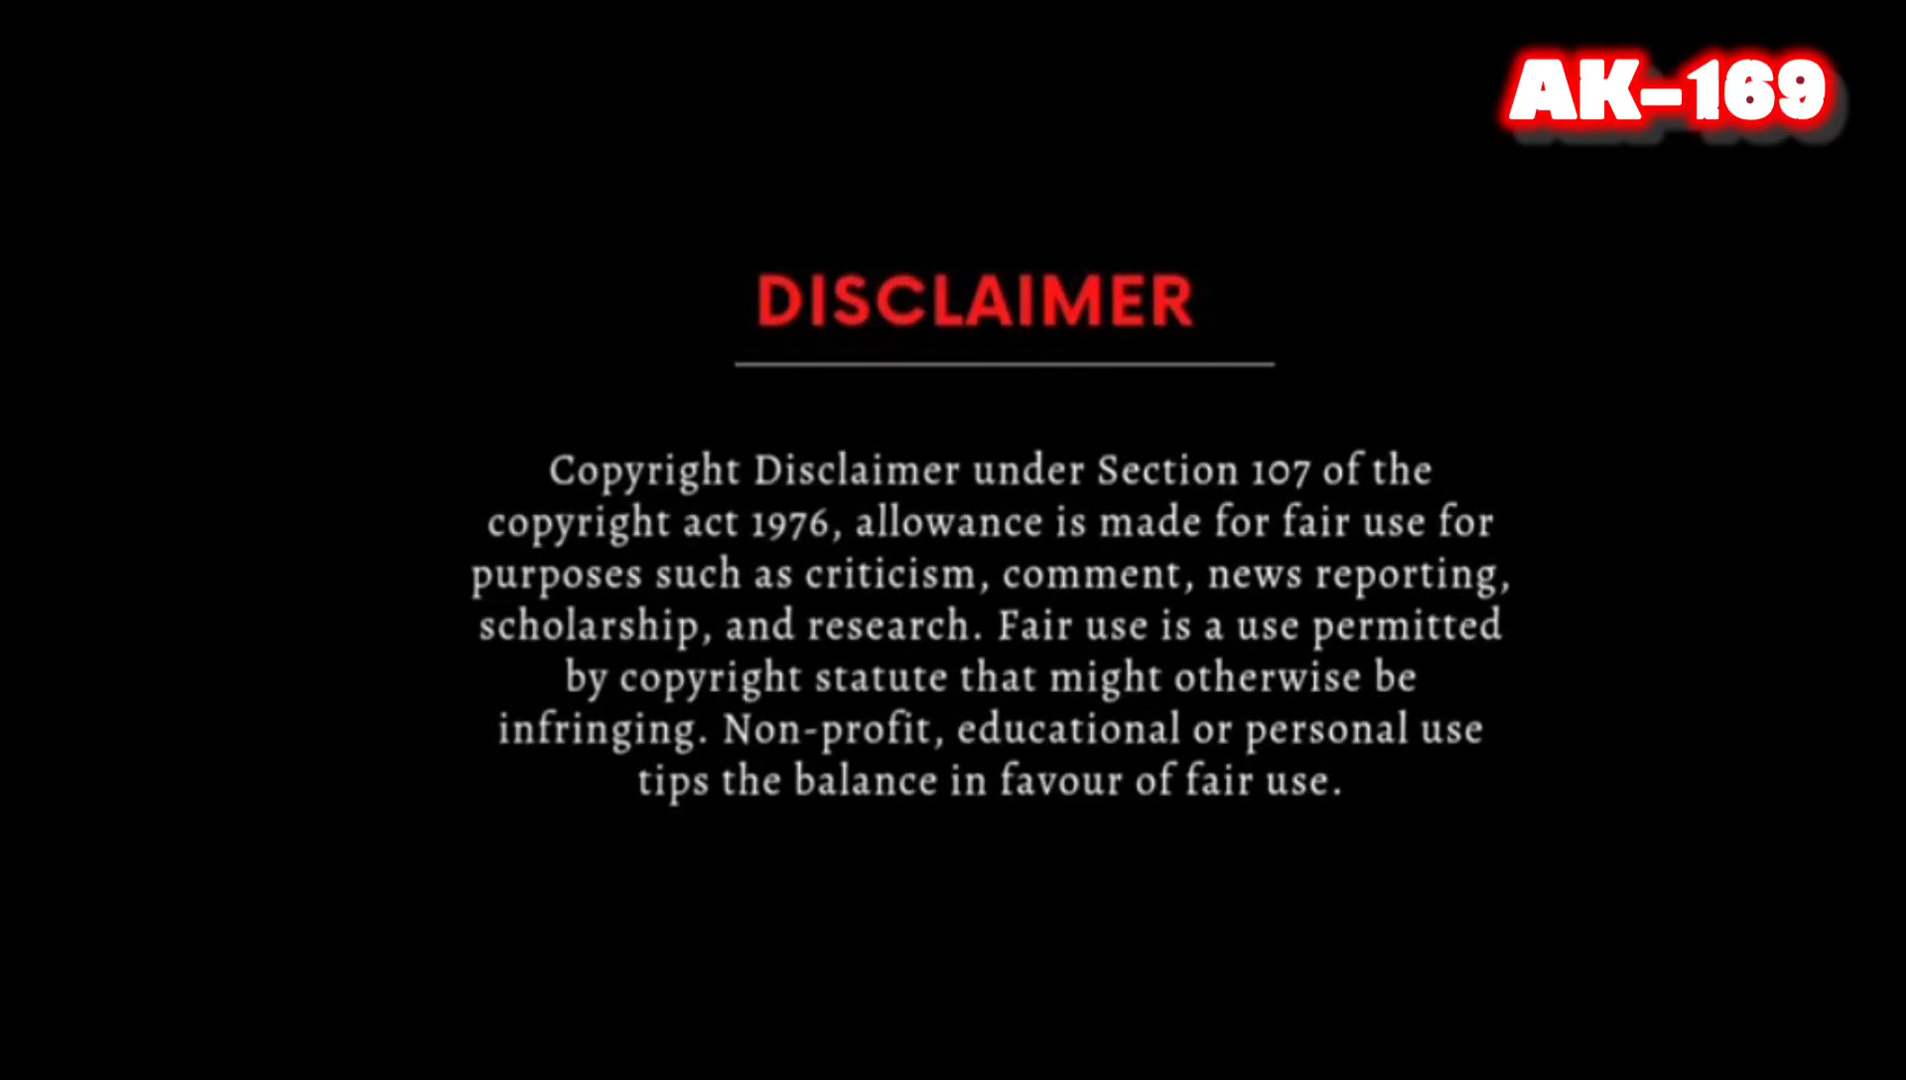 AK-169
DISCLAIMER
Copyright Disclaimer under Section 107 of the
copyright act 1976, allowance is made for fair use for
purposes such as criticism, comment, news reporting,
scholarship, and research. Fair use is a use permitted
by copyright statute that might otherwise be
infringing. Non-profit, educational or personal use
tips the balance in favour of fair use.